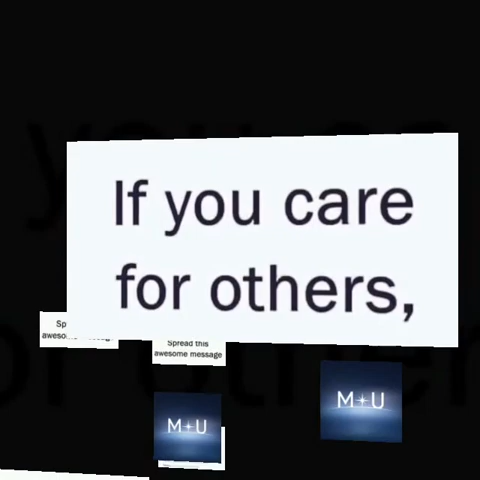 If you care
for others,
Spread this
awesome message
M+U
M+U